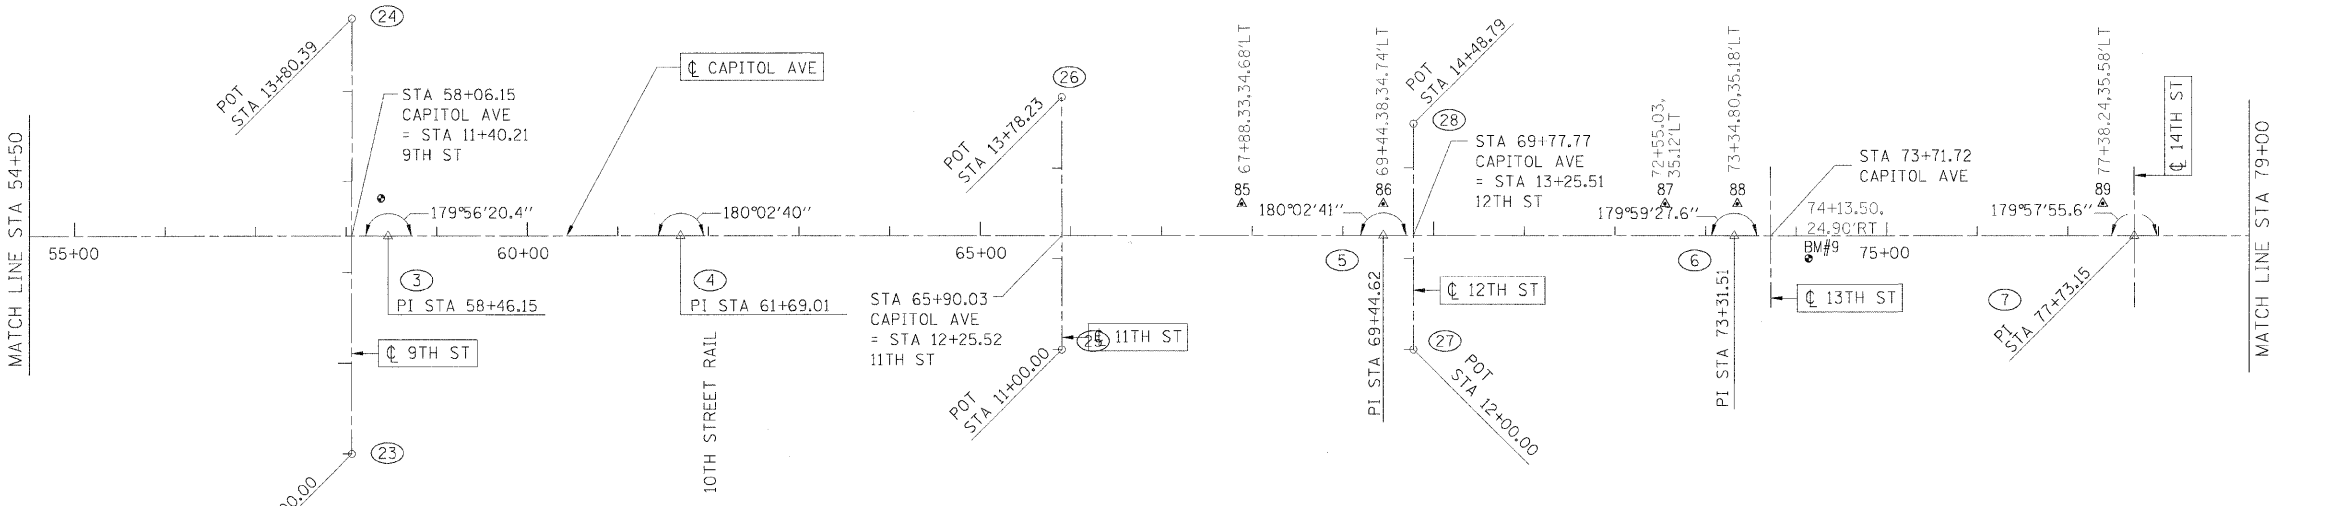 MATCH LINE STA 54+50
24
POT
STA 13+80.39
STA 58+06.15
CAPITOL AVE
= STA 11+40.21
9TH ST
℄ CAPITOL AVE
179°56'20.4"
180°02'40"
55+00
60+00
65+00
3
PI STA 58+46.15
4
PI STA 61+69.01
℄ 9TH ST
23
00.00
10TH STREET RAIL
26
POT
STA 13+78.23
STA 65+90.03
CAPITOL AVE
= STA 12+25.52
11TH ST
25
℄ 11TH ST
POT
STA 11+00.00
85
67+88.33,34.68'LT
86
69+44.38,34.74'LT
180°02'41"
5
PI STA 69+44.62
POT
STA 14+48.79
28
STA 69+77.77
CAPITOL AVE
= STA 13+25.51
12TH ST
℄ 12TH ST
27
POT
STA 12+00.00
72+55.03,
35.12'LT
87
73+34.80,35.18'LT
88
179°59'27.6"
6
PI STA 73+31.51
STA 73+71.72
CAPITOL AVE
74+13.50,
24.90'RT
BM#9
75+00
℄ 13TH ST
77+38.24,35.58'LT
89
179°57'55.6"
7
PI
STA 77+73.15
℄ 14TH ST
MATCH LINE STA 79+00